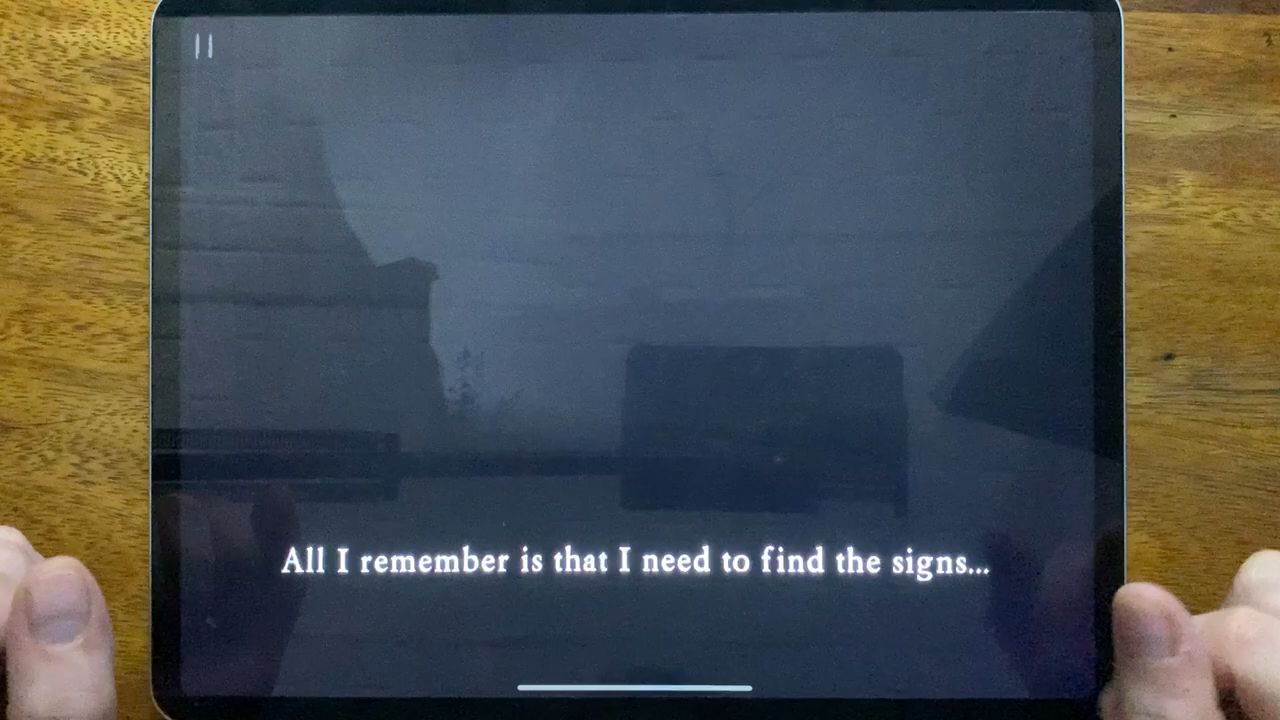 All I remember is that I need to find the signs...